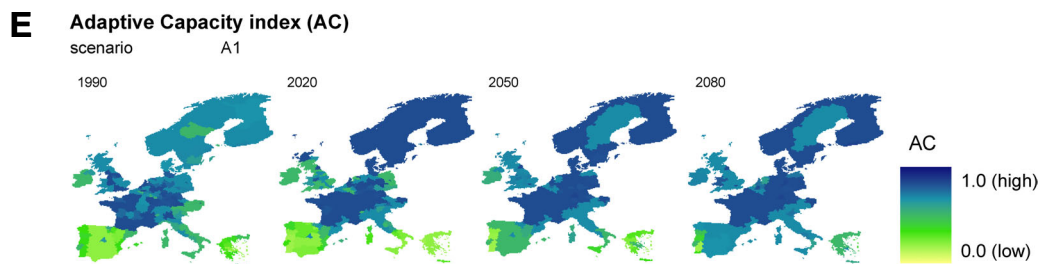 E
Adaptive Capacity index (AC)
scenario A1
1990 2020 2050 2080
AC
1.0 (high)
0.0 (low)